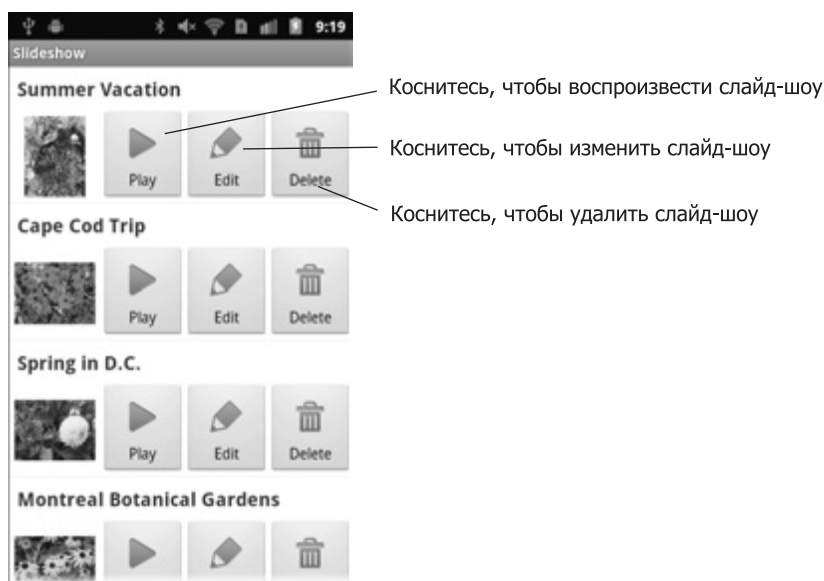 9:19
Slideshow
Summer Vacation
Play Edit Delete
Коснитесь, чтобы воспроизвести слайд-шоу
Коснитесь, чтобы изменить слайд-шоу
Коснитесь, чтобы удалить слайд-шоу
Cape Cod Trip
Play Edit Delete
Spring in D.C.
Play Edit Delete
Montreal Botanical Gardens